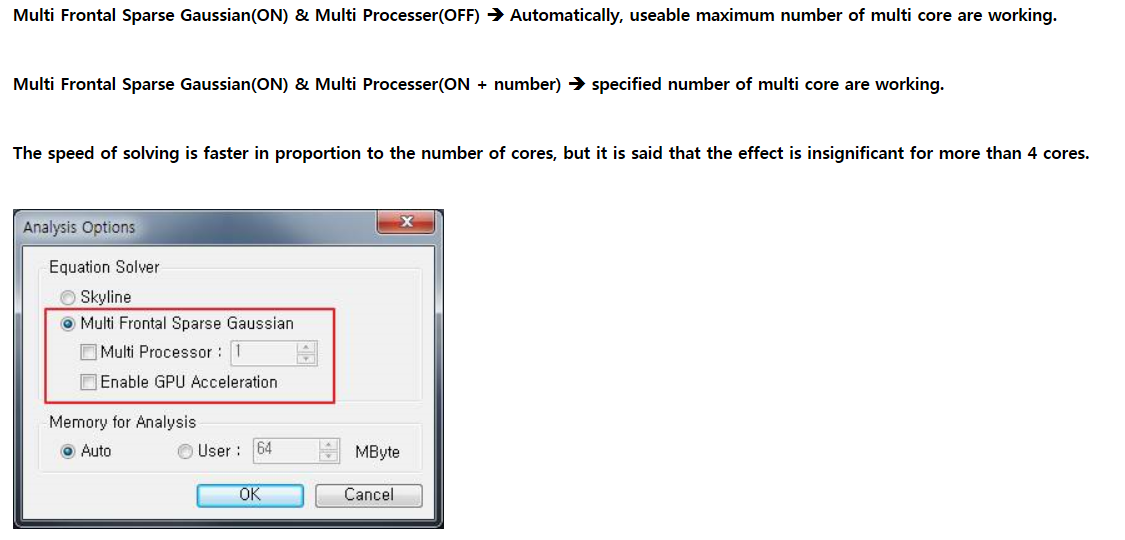 Multi Frontal Sparse Gaussian(ON) & Multi Processer(OFF) ➔ Automatically, useable maximum number of multi core are working.
Multi Frontal Sparse Gaussian(ON) & Multi Processer(ON + number) ➔ specified number of multi core are working.
The speed of solving is faster in proportion to the number of cores, but it is said that the effect is insignificant for more than 4 cores.
Analysis Options
Equation Solver
Skyline
Multi Frontal Sparse Gaussian
Multi Processor : 1
Enable GPU Acceleration
Memory for Analysis
Auto User : 64 MByte
OK Cancel